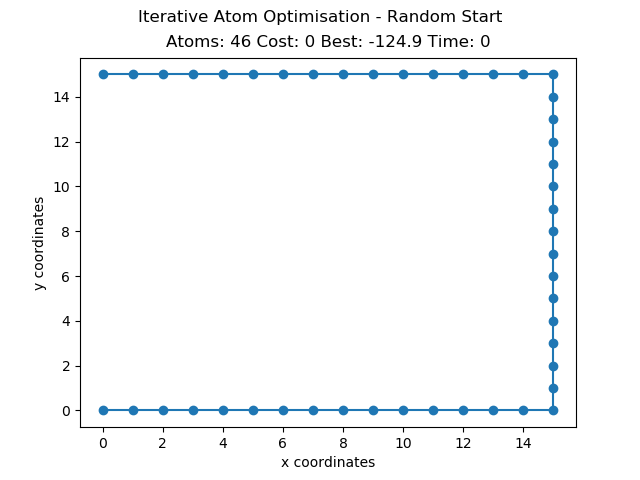 Iterative Atom Optimisation - Random Start
Atoms: 46 Cost: 0 Best: -124.9 Time: 0
14
12
10
8
6
4
2
0
y coordinates
0 2 4 6 8 10 12 14
x coordinates